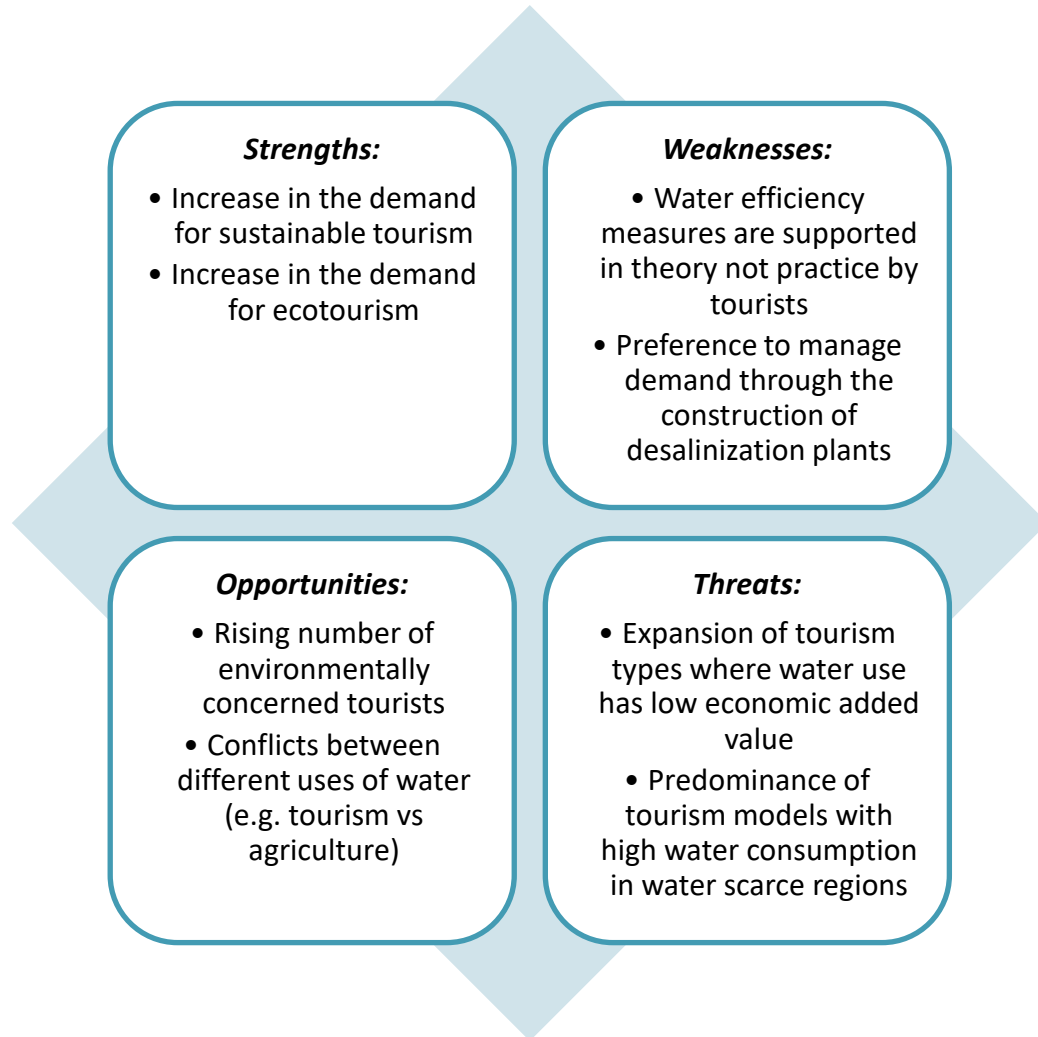 Strengths:
• Increase in the demand
for sustainable tourism
• Increase in the demand
for ecotourism
Weaknesses:
• Water efficiency
measures are supported
in theory not practice by
tourists
• Preference to manage
demand through the
construction of
desalinization plants
Opportunities:
• Rising number of
environmentally
concerned tourists
• Conflicts between
different uses of water
(e.g. tourism vs
agriculture)
Threats:
• Expansion of tourism
types where water use
has low economic added
value
• Predominance of
tourism models with
high water consumption
in water scarce regions